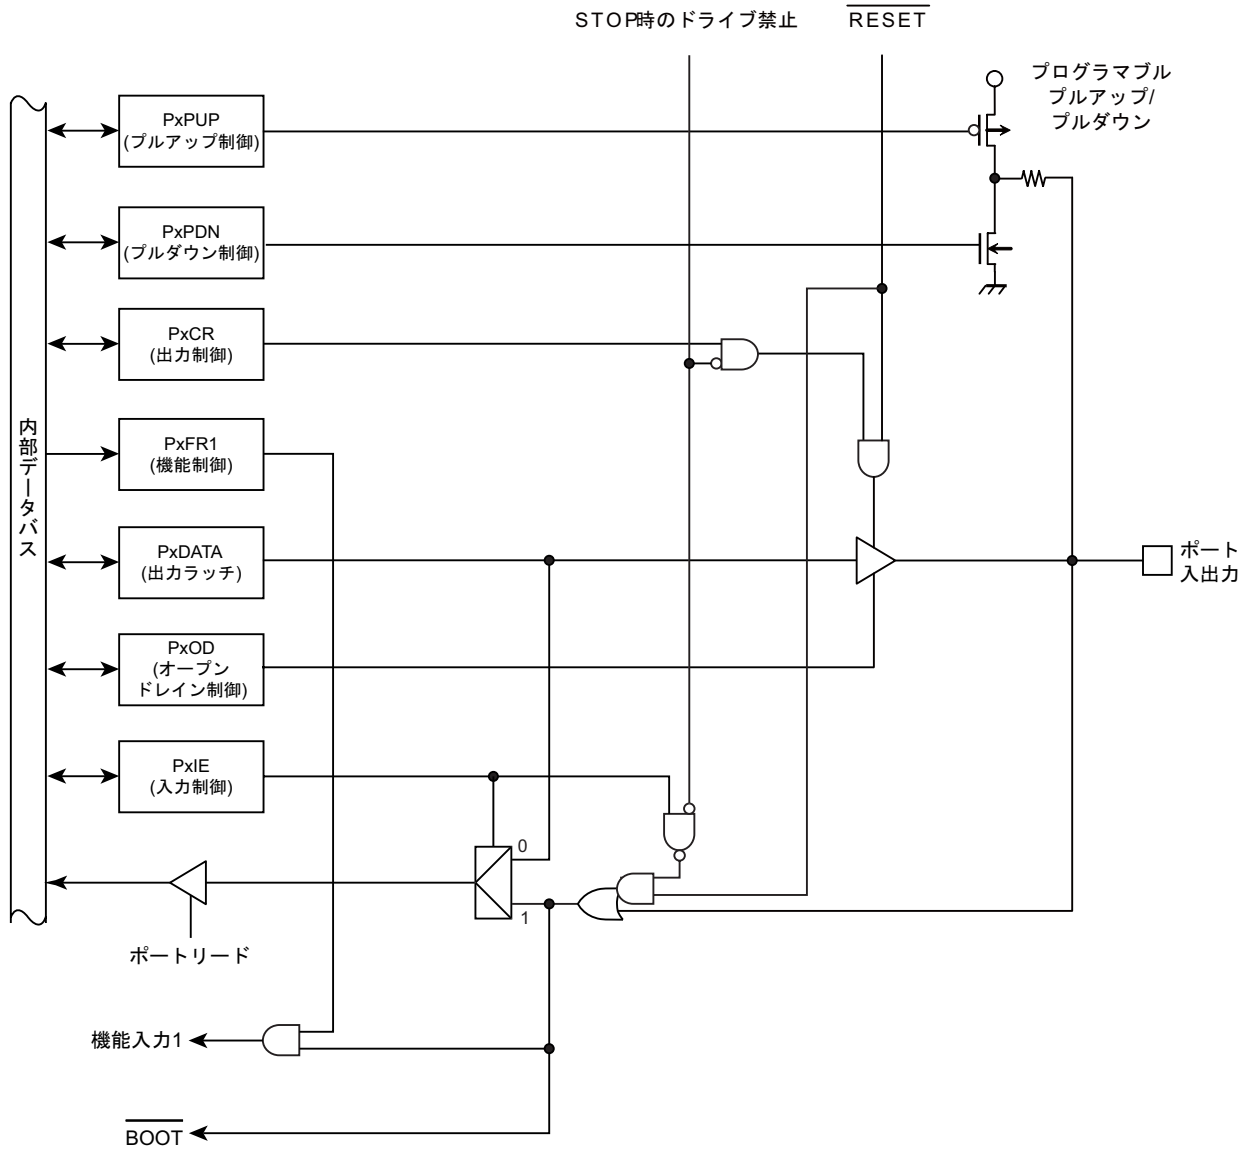 STOP時のドライブ禁止
RESET
プログラマブル
プルアップ/
プルダウン
PxPUP
(プルアップ制御)
PxPDN
(プルダウン制御)
PxCR
(出力制御)
PxFR1
(機能制御)
内部データバス
PxDATA
(出力ラッチ)
ポート
入出力
PxOD
(オープン
ドレイン制御)
PxIE
(入力制御)
0
1
ポートリード
機能入力1
BOOT